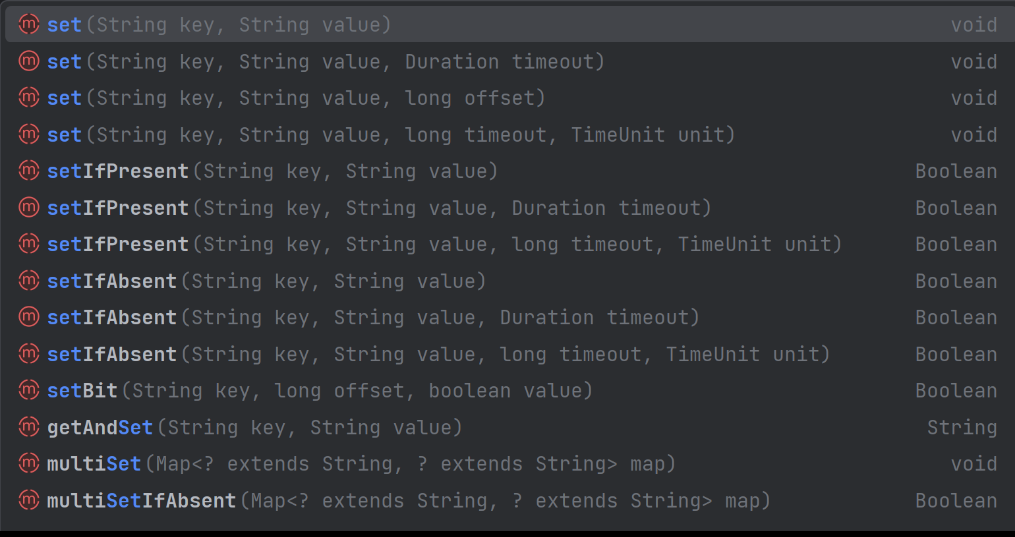 set(String key, String value) void
set(String key, String value, Duration timeout) void
set(String key, String value, long offset) void
set(String key, String value, long timeout, TimeUnit unit) void
setIfPresent(String key, String value) Boolean
setIfPresent(String key, String value, Duration timeout) Boolean
setIfPresent(String key, String value, long timeout, TimeUnit unit) Boolean
setIfAbsent(String key, String value) Boolean
setIfAbsent(String key, String value, Duration timeout) Boolean
setIfAbsent(String key, String value, long timeout, TimeUnit unit) Boolean
setBit(String key, long offset, boolean value) Boolean
getAndSet(String key, String value) String
multiSet(Map<? extends String, ? extends String> map) void
multiSetIfAbsent(Map<? extends String, ? extends String> map) Boolean